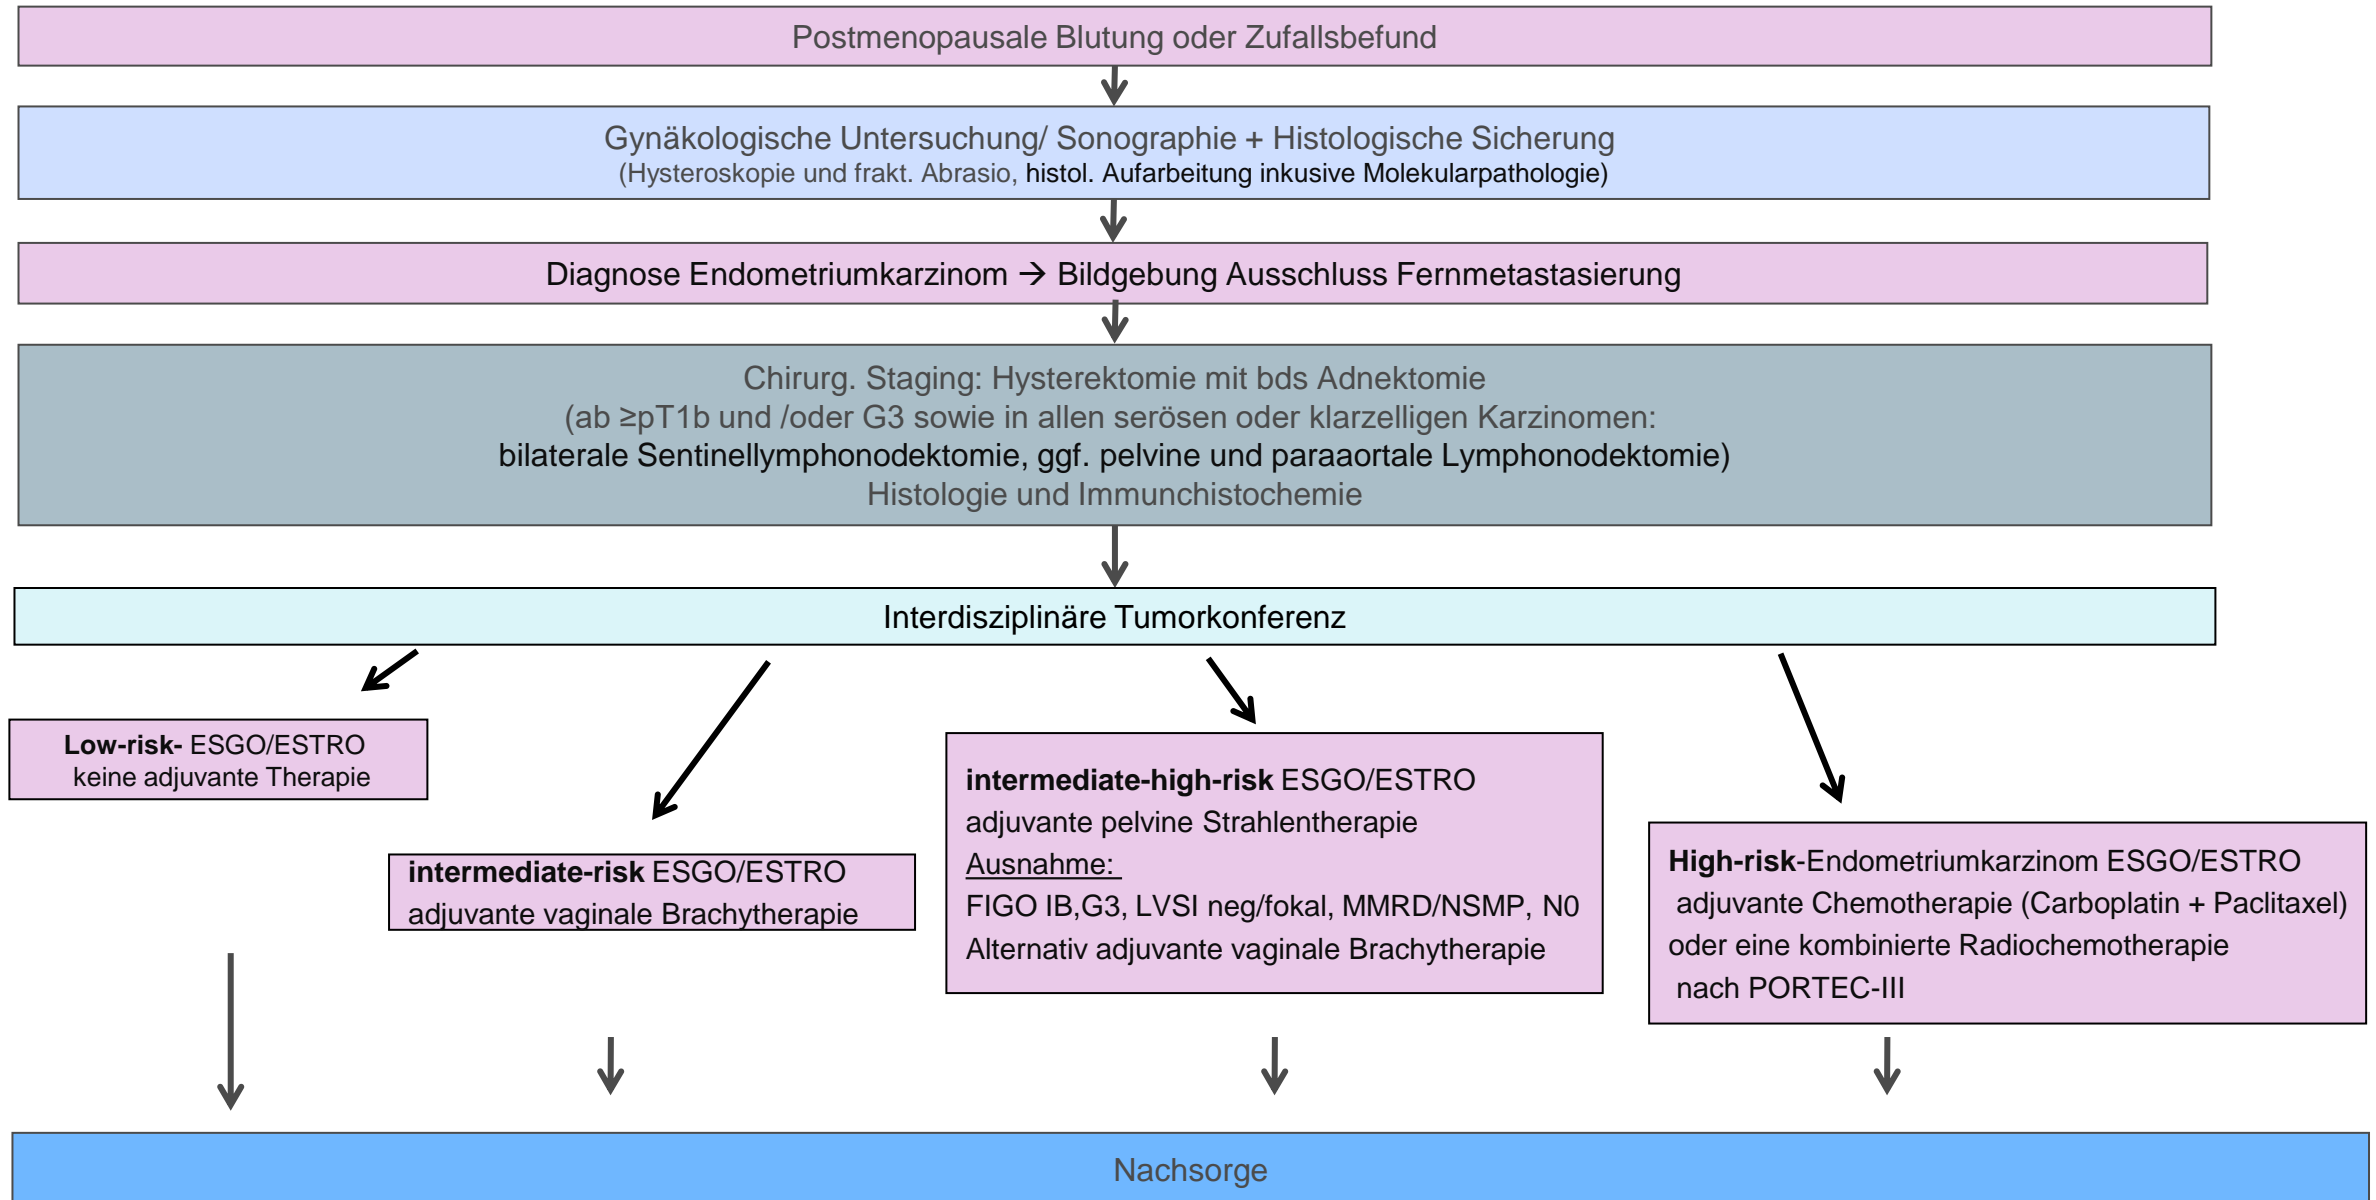 Postmenopausale Blutung oder Zufallsbefund
Gynäkologische Untersuchung/ Sonographie + Histologische Sicherung
(Hysteroskopie und frakt. Abrasio, histol. Aufarbeitung inkusive Molekularpathologie)
Diagnose Endometriumkarzinom → Bildgebung Ausschluss Fernmetastasierung
Chirurg. Staging: Hysterektomie mit bds Adnektomie
(ab ≥pT1b und /oder G3 sowie in allen serösen oder klarzelligen Karzinomen:
bilaterale Sentinellymphonodektomie, ggf. pelvine und paraaortale Lymphonodektomie)
Histologie und Immunchistochemie
Interdisziplinäre Tumorkonferenz
Low-risk- ESGO/ESTRO
keine adjuvante Therapie
intermediate-risk ESGO/ESTRO
adjuvante vaginale Brachytherapie
intermediate-high-risk ESGO/ESTRO
adjuvante pelvine Strahlentherapie
Ausnahme:
FIGO IB,G3, LVSI neg/fokal, MMRD/NSMP, N0
Alternativ adjuvante vaginale Brachytherapie
High-risk-Endometriumkarzinom ESGO/ESTRO
adjuvante Chemotherapie (Carboplatin + Paclitaxel)
oder eine kombinierte Radiochemotherapie
nach PORTEC-III
Nachsorge